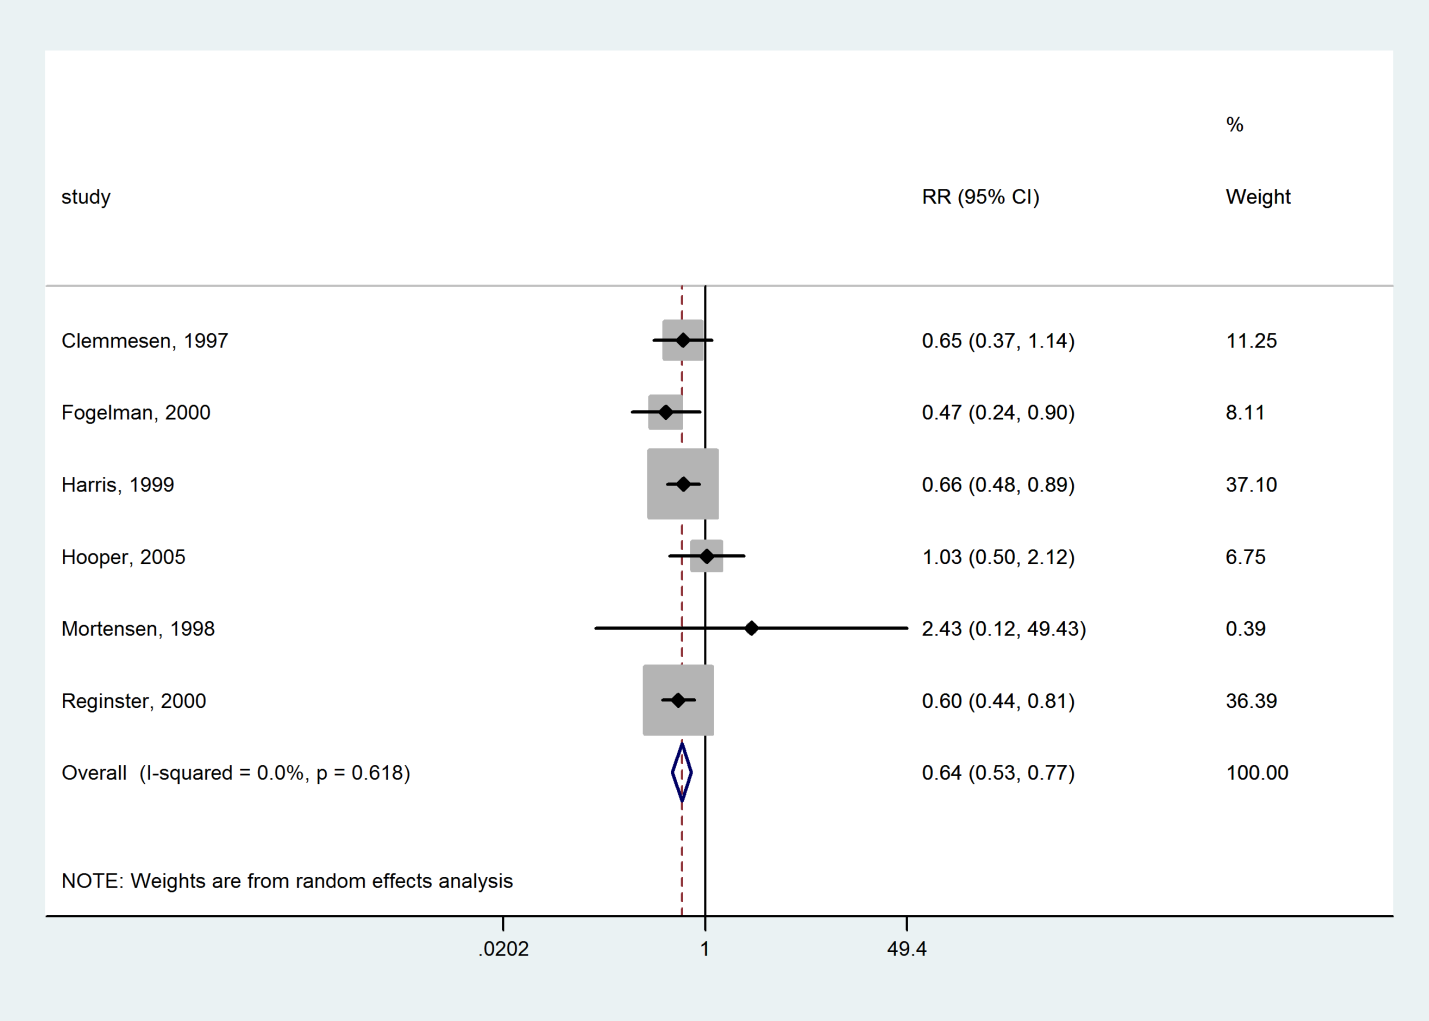 %
study RR (95% CI) Weight
Clemmesen, 1997 0.65 (0.37, 1.14) 11.25
Fogelman, 2000 0.47 (0.24, 0.90) 8.11
Harris, 1999 0.66 (0.48, 0.89) 37.10
Hooper, 2005 1.03 (0.50, 2.12) 6.75
Mortensen, 1998 2.43 (0.12, 49.43) 0.39
Reginster, 2000 0.60 (0.44, 0.81) 36.39
Overall (I-squared = 0.0%, p = 0.618) 0.64 (0.53, 0.77) 100.00
NOTE: Weights are from random effects analysis
.0202 1 49.4